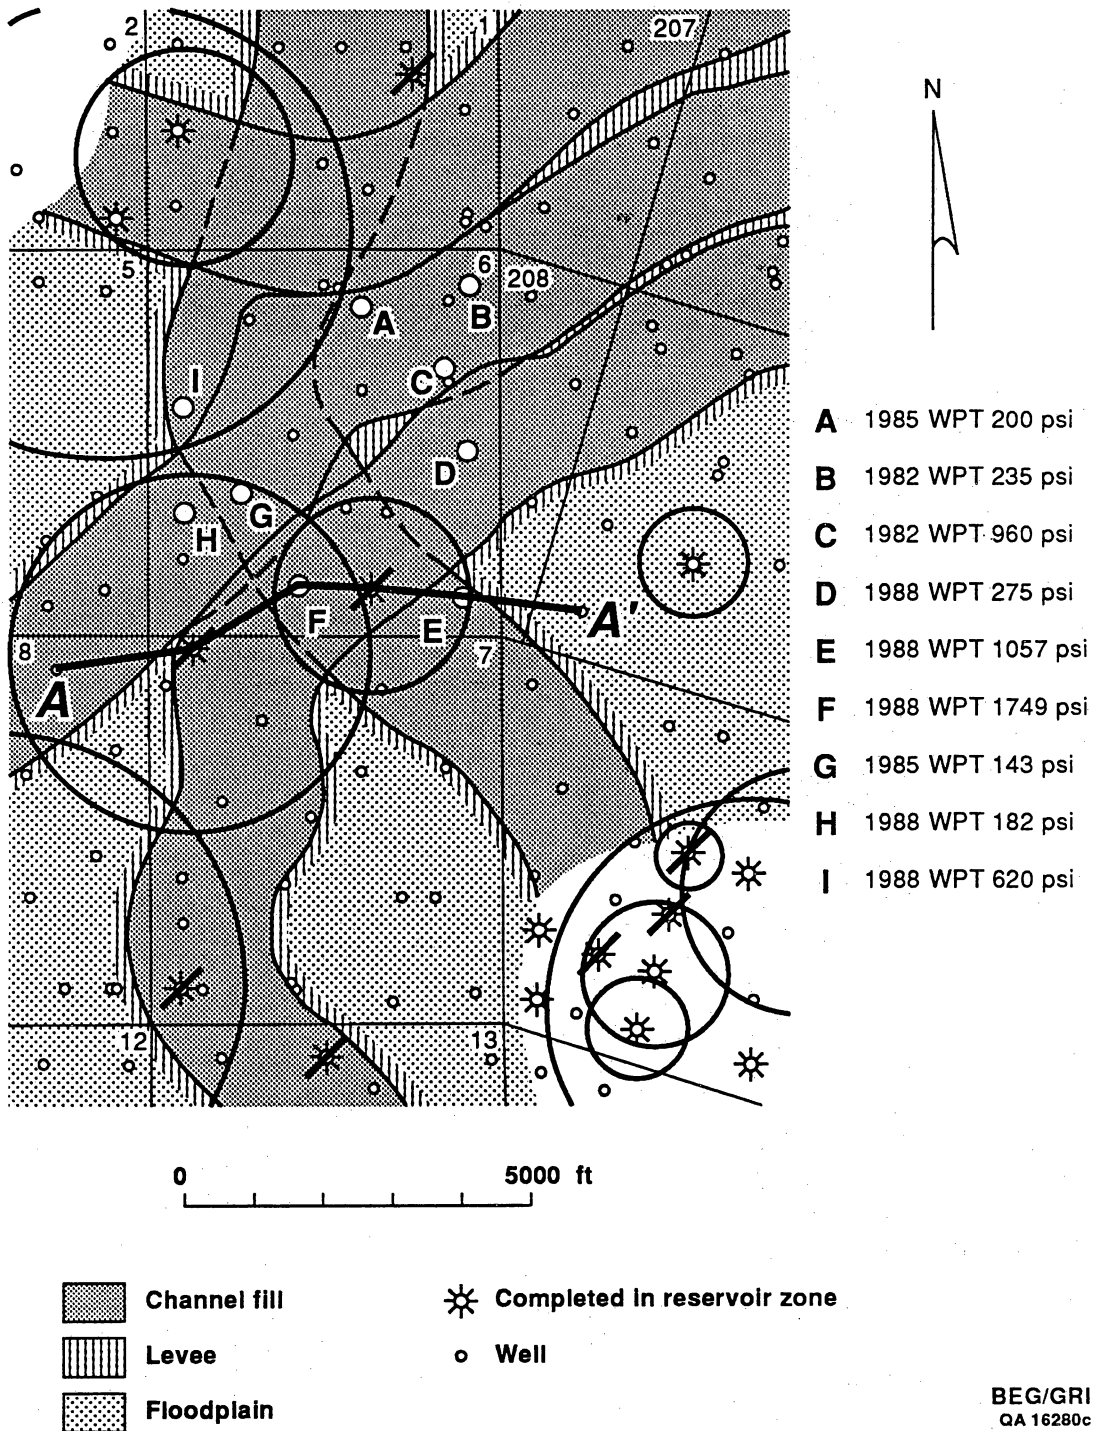 2
1
207
N
5
6
208
A
B
I
C
D
G
H
F
E
A'
8
7
A
12
13
A 1985 WPT 200 psi
B 1982 WPT 235 psi
C 1982 WPT 960 psi
D 1988 WPT 275 psi
E 1988 WPT 1057 psi
F 1988 WPT 1749 psi
G 1985 WPT 143 psi
H 1988 WPT 182 psi
I 1988 WPT 620 psi
0 5000 ft
Channel fill
Levee
Floodplain
Completed in reservoir zone
Well
BEG/GRI
QA 16280c